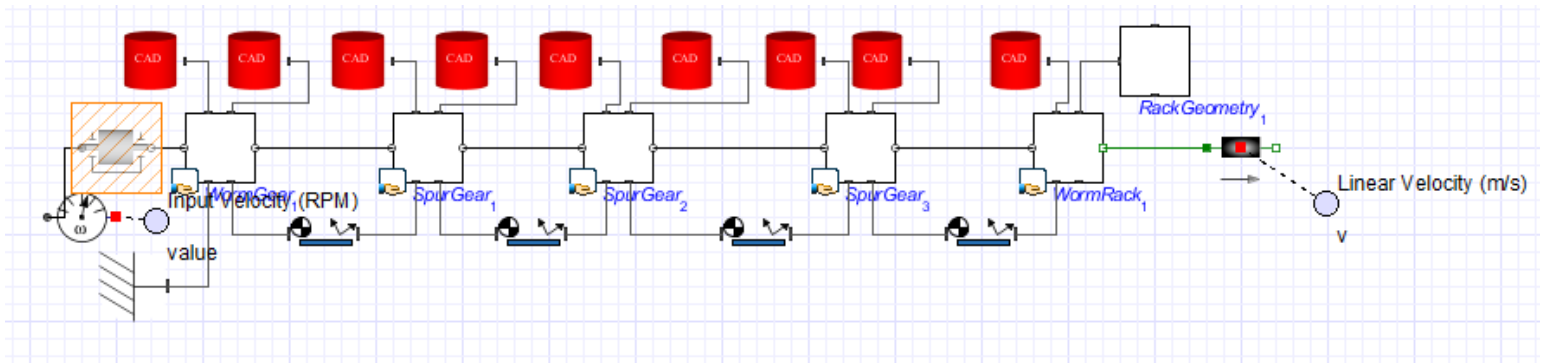 CAD
CAD
CAD
CAD
CAD
CAD
CAD
CAD
CAD
RackGeometry1
WormGear1
SpurGear1
SpurGear2
SpurGear3
WormRack1
Input Velocity (RPM)
value
ω
Linear Velocity (m/s)
v